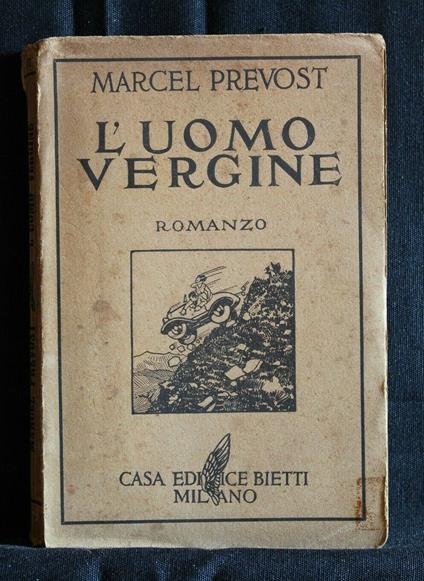 MARCEL PREVOST
L'UOMO
VERGINE
ROMANZO
CASA EDITRICE BIETTI
MILANO